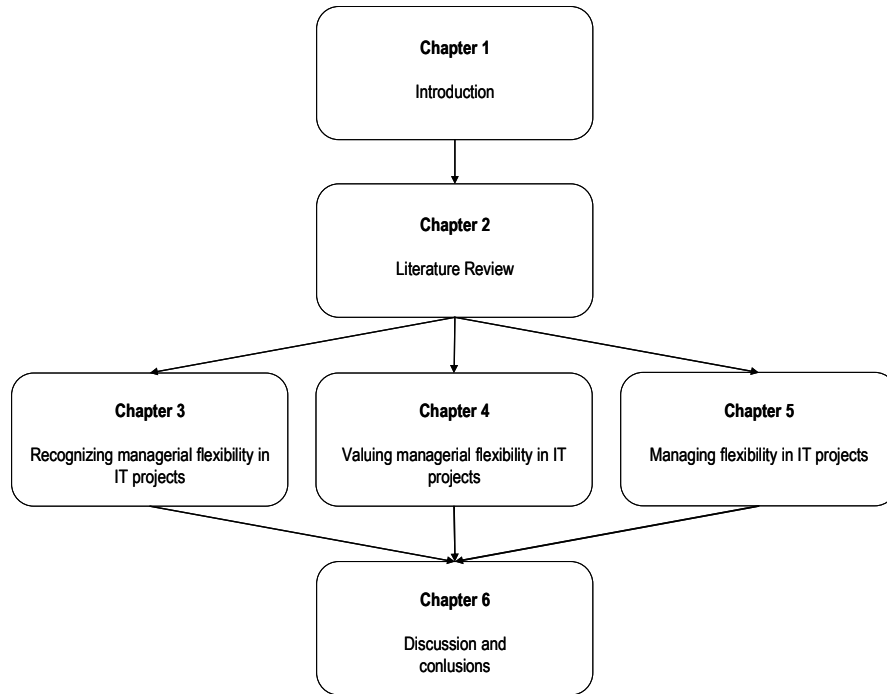 Chapter 1
Introduction
Chapter 2
Literature Review
Chapter 3
Recognizing managerial flexibility in
IT projects
Chapter 4
Valuing managerial flexibility in IT
projects
Chapter 5
Managing flexibility in IT projects
Chapter 6
Discussion and
conlusions